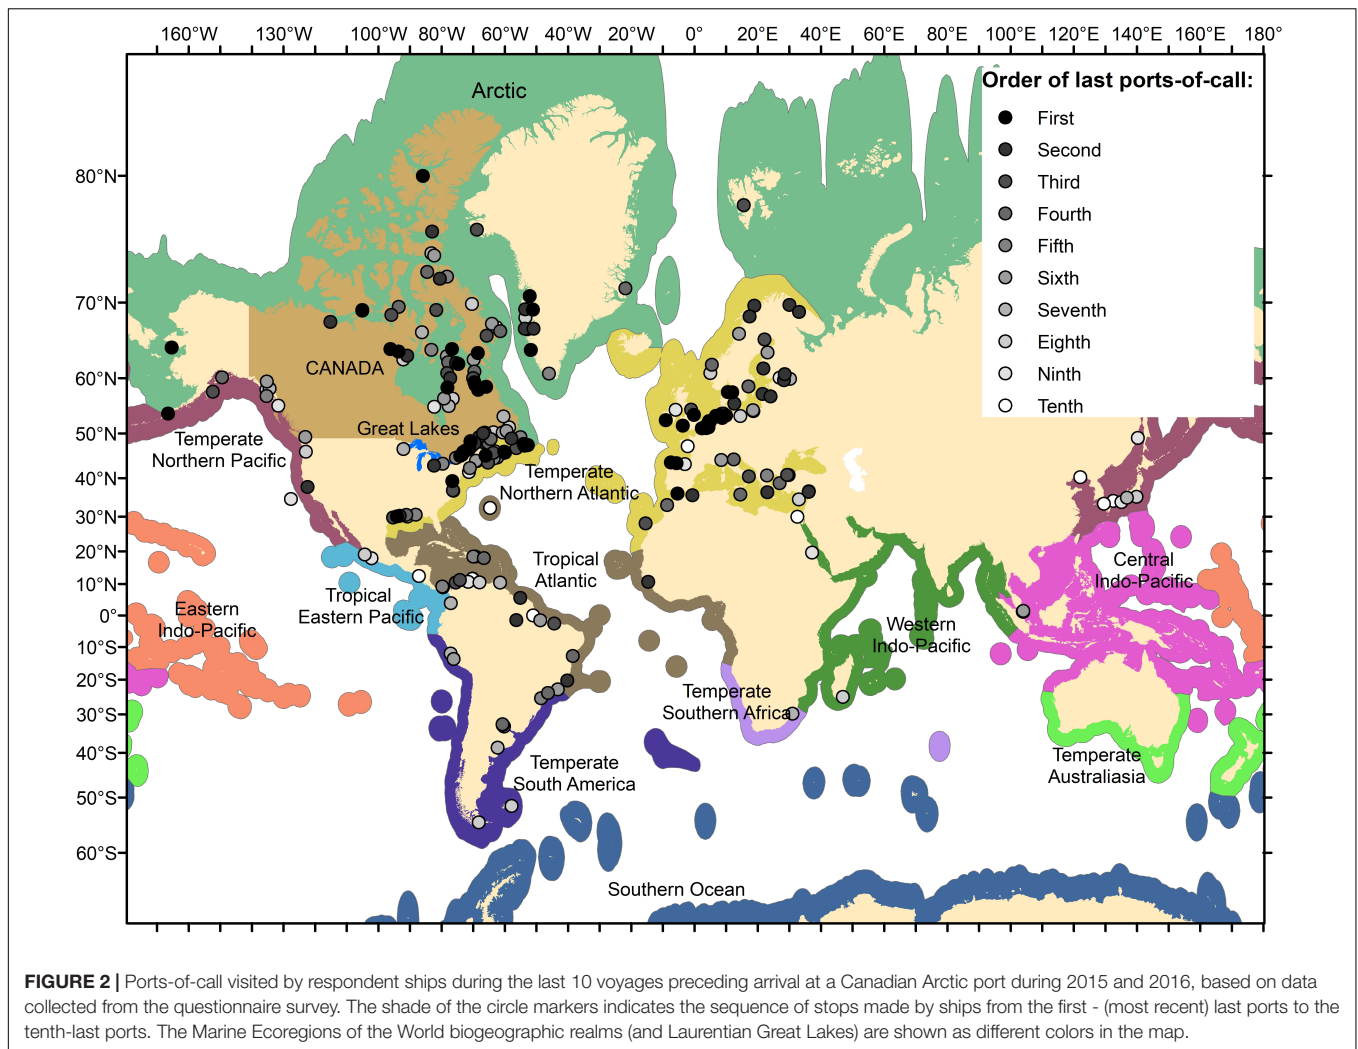 160°W 130°W 100°W 80°W 60°W 40°W 20°W 0° 20°E 60°E 100°E 120°E 140°E 160°E 180°
Order of last ports-of-call:
First
Second
Third
Fourth
Fifth
Sixth
Seventh
Eighth
Ninth
Tenth
80°N
70°N
60°N
50°N
40°N
30°N
20°N
10°N
0°
10°S
20°S
30°S
40°S
50°S
60°S
Arctic
CANADA
Great Lakes
Temperate
Northern Pacific
Temperate
Northern Atlantic
Tropical
Atlantic
Tropical
Eastern Pacific
Eastern
Indo-Pacific
Central
Indo-Pacific
Western
Indo-Pacific
Temperate
Southern Africa
Temperate
South America
Temperate
Australiasia
Southern Ocean
FIGURE 2 | Ports-of-call visited by respondent ships during the last 10 voyages preceding arrival at a Canadian Arctic port during 2015 and 2016, based on data
collected from the questionnaire survey. The shade of the circle markers indicates the sequence of stops made by ships from the first - (most recent) last ports to the
tenth-last ports. The Marine Ecoregions of the World biogeographic realms (and Laurentian Great Lakes) are shown as different colors in the map.